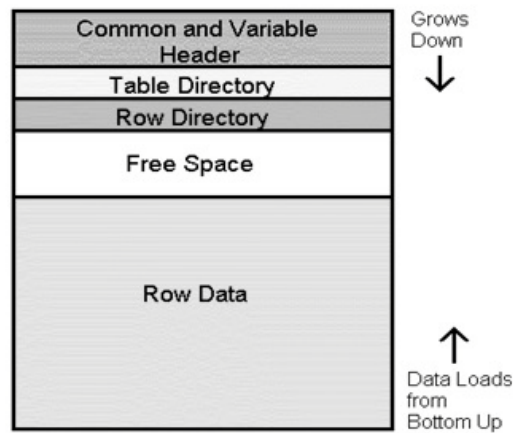 Common and Variable
Header
Table Directory
Row Directory
Free Space
Row Data
Grows
Down
Data Loads
from
Bottom Up